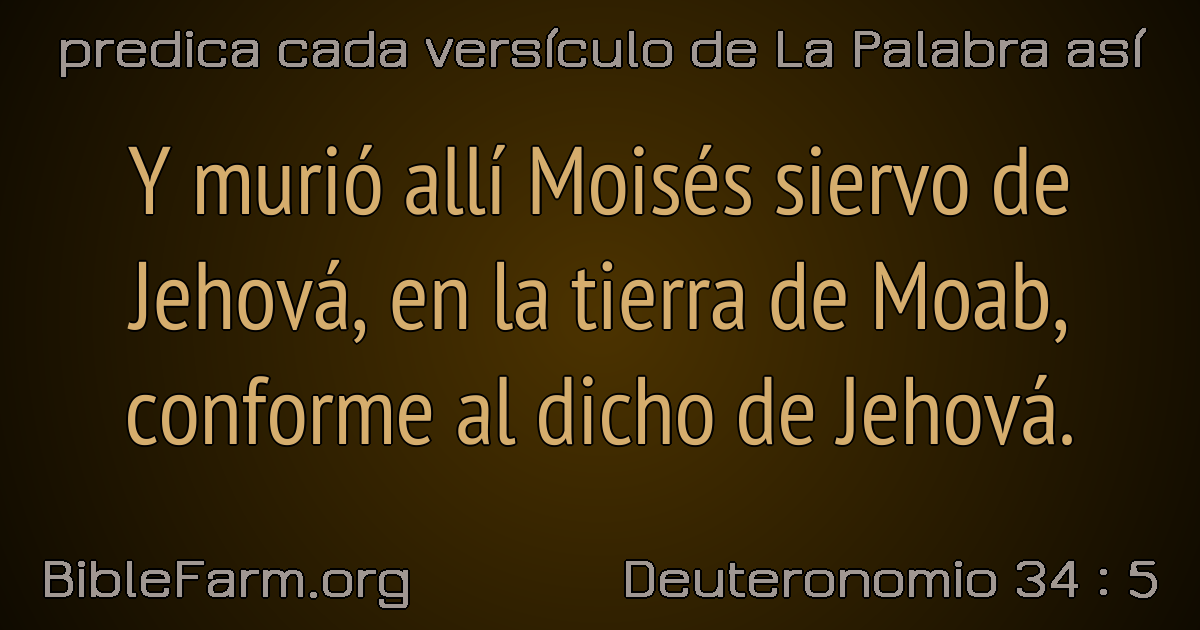 predica cada versículo de La Palabra así
Y murió allí Moisés siervo de
Jehová, en la tierra de Moab,
conforme al dicho de Jehová.
BibleFarm.org
Deuteronomio 34 : 5